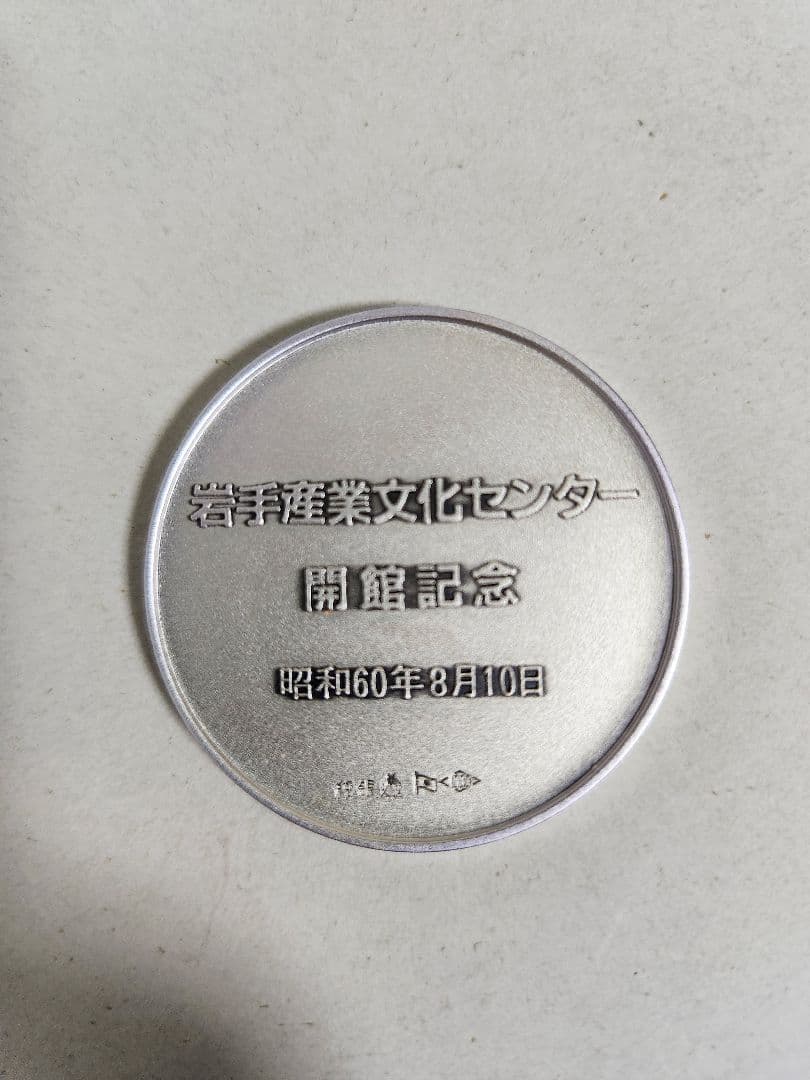 岩手産業文化センター
開館記念
昭和60年8月10日